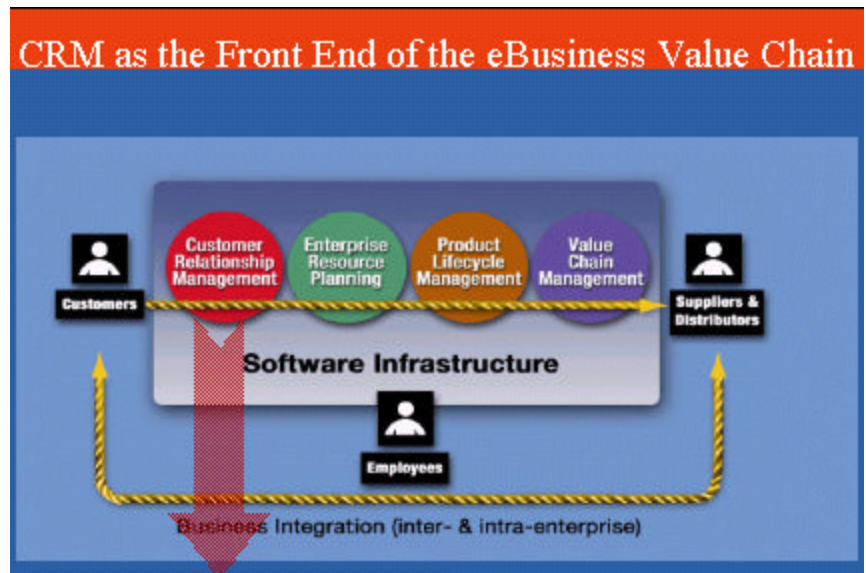 CRM as the Front End of the eBusiness Value Chain
Customer
Relationship
Management
Enterprise
Resource
Planning
Product
Lifecycle
Management
Value
Chain
Management
Customers
Suppliers &
Distributors
Software Infrastructure
Employees
Business Integration (inter- & intra-enterprise)